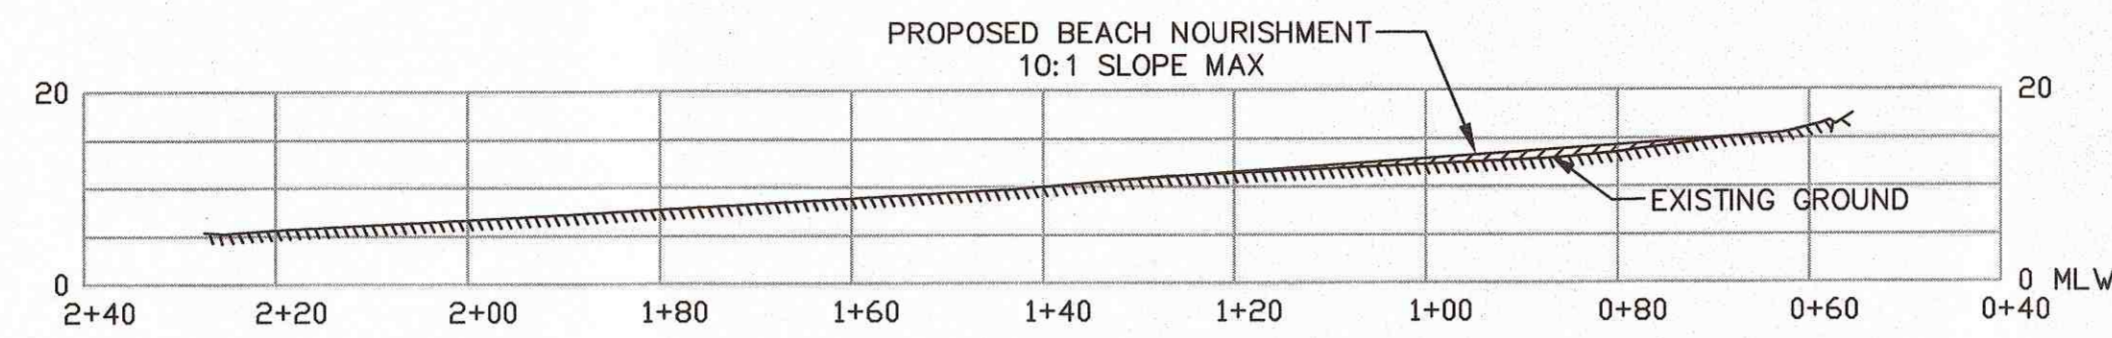 PROPOSED BEACH NOURISHMENT
10:1 SLOPE MAX
20 20
EXISTING GROUND
0 0 MLW
2+40 2+20 2+00 1+80 1+60 1+40 1+20 1+00 0+80 0+60 0+40